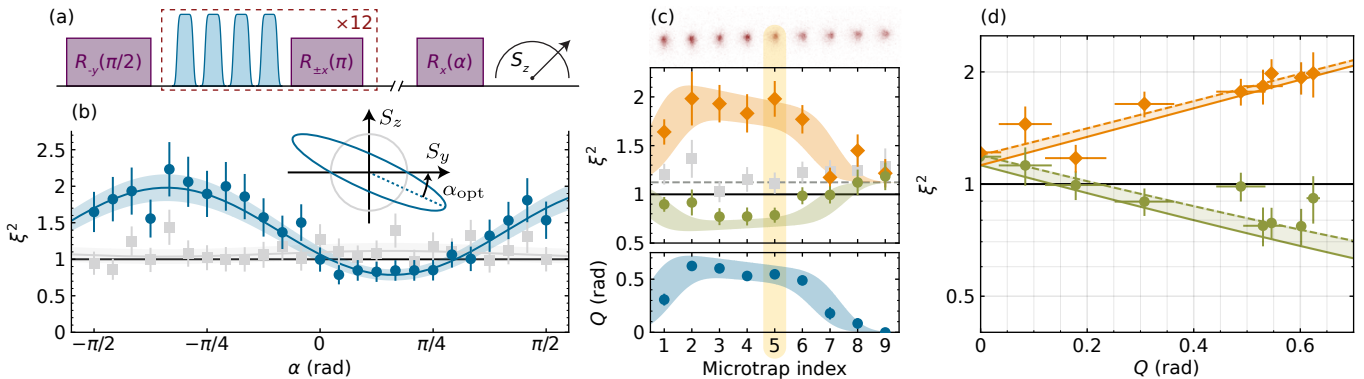 (a)
×12
R-y(π/2)
R±x(π)
Rx(α)
Sz
(b)
Sz
Sy
αopt
ξ²
2.5
2
1.5
1
0.5
0
−π/2
−π/4
0
π/4
π/2
α (rad)
(c)
ξ²
2
1.5
1
0.5
Q (rad)
0.5
0
1 2 3 4 5 6 7 8 9
Microtrap index
(d)
ξ²
2
1
0.5
0
0.2
0.4
0.6
Q (rad)